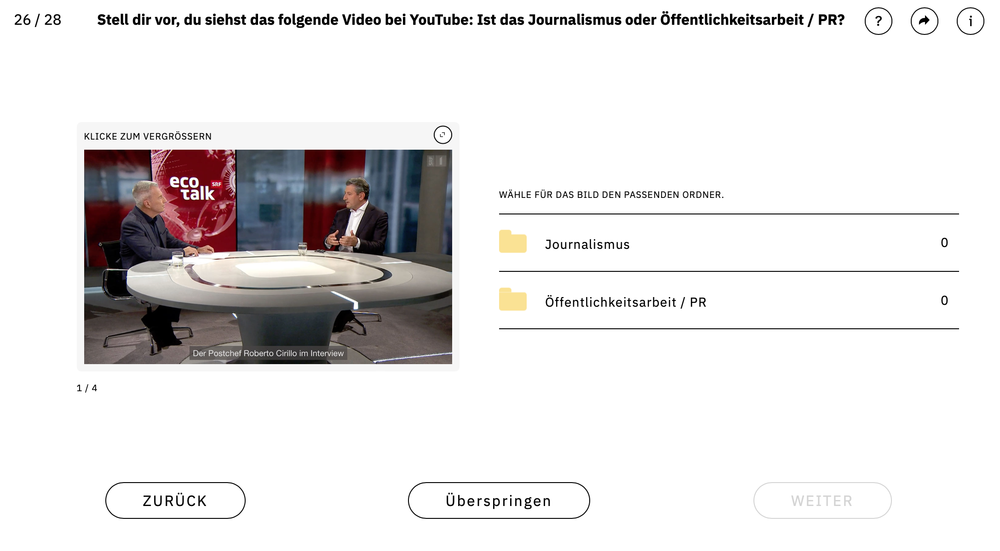 26 / 28
Stell dir vor, du siehst das folgende Video bei YouTube: Ist das Journalismus oder Öffentlichkeitsarbeit / PR?
?
i
KLICKE ZUM VERGRÖSSERN
SRF 1
eco
talk
SRF
Der Postchef Roberto Cirillo im Interview
1 / 4
WÄHLE FÜR DAS BILD DEN PASSENDEN ORDNER.
Journalismus
0
Öffentlichkeitsarbeit / PR
0
ZURÜCK
Überspringen
WEITER